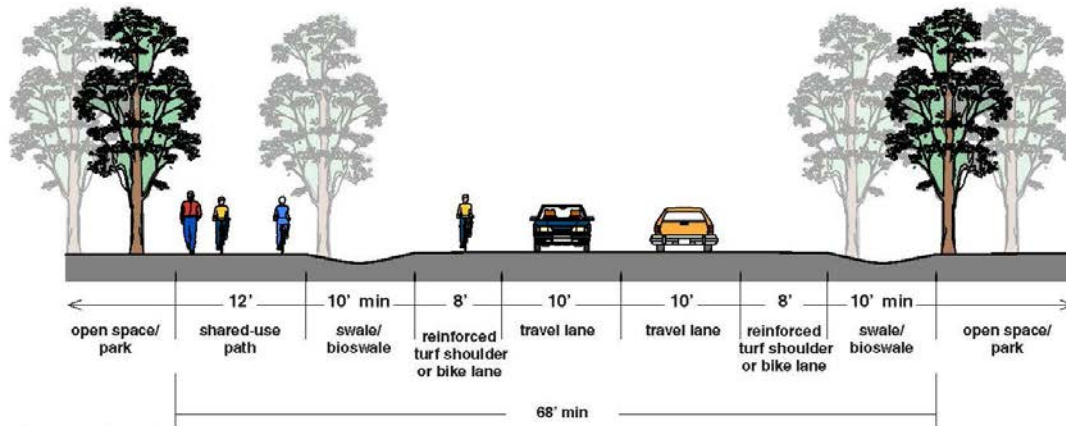 12'
10' min
8'
10'
10'
8'
10' min
open space/
park
shared-use
path
swale/
bioswale
reinforced
turf shoulder
or bike lane
travel lane
travel lane
reinforced
turf shoulder
or bike lane
swale/
bioswale
open space/
park
68' min